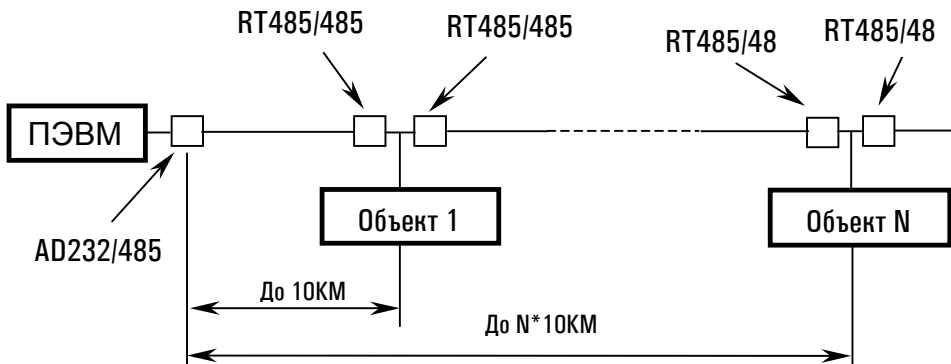 RT485/485
RT485/485
RT485/48
RT485/48
ПЭВМ
Объект 1
Объект N
AD232/485
До 10КМ
До N*10КМ